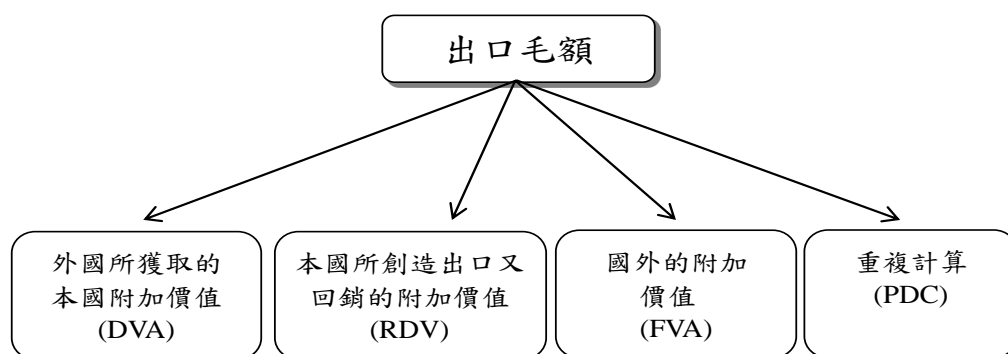 出口毛額
外國所獲取的
本國附加價值
(DVA)
本國所創造出口又
回銷的附加價值
(RDV)
國外的附加
價值
(FVA)
重複計算
(PDC)